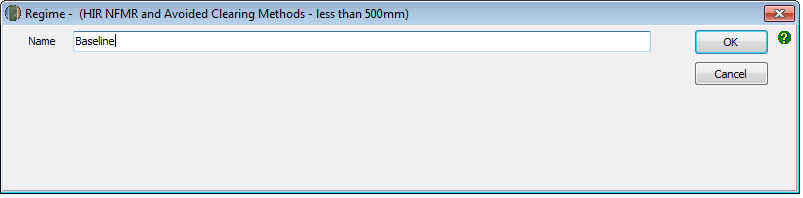 Regime - (HIR NFMR and Avoided Clearing Methods - less than 500mm)
Name Baseline OK ?
Cancel